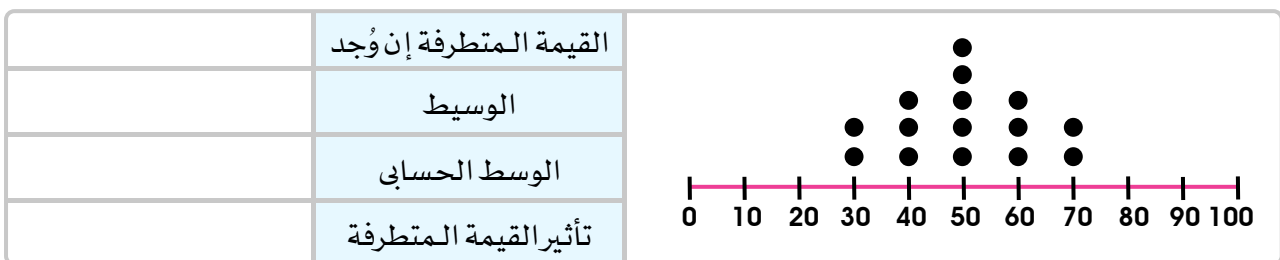 القيمة المتطرفة إن وُجد
الوسيط
الوسط الحسابى
تأثير القيمة المتطرفة
0 10 20 30 40 50 60 70 80 90 100